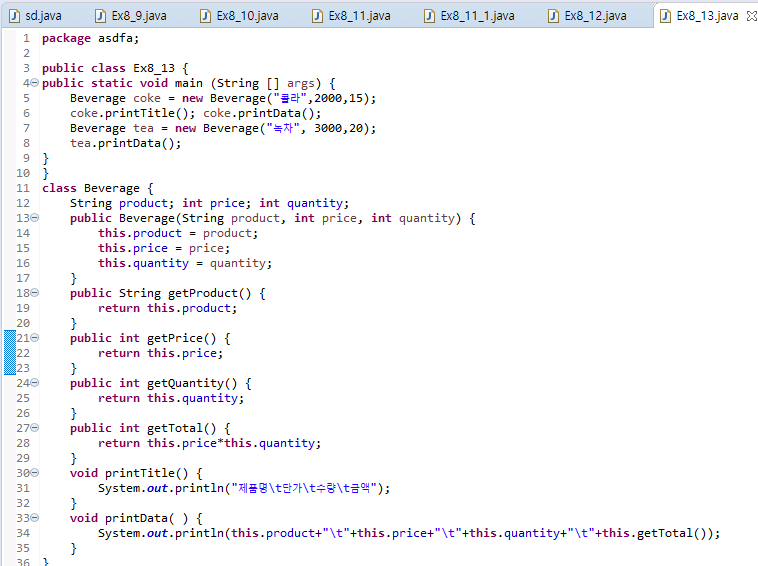 sd.java Ex8_9.java Ex8_10.java Ex8_11.java Ex8_11_1.java Ex8_12.java Ex8_13.java
1 package asdfa;
2
3 public class Ex8_13 {
4 public static void main (String [] args) {
5 Beverage coke = new Beverage("콜라",2000,15);
6 coke.printTitle(); coke.printData();
7 Beverage tea = new Beverage("녹차", 3000,20);
8 tea.printData();
9 }
10 }
11 class Beverage {
12 String product; int price; int quantity;
13 public Beverage(String product, int price, int quantity) {
14 this.product = product;
15 this.price = price;
16 this.quantity = quantity;
17 }
18 public String getProduct() {
19 return this.product;
20 }
21 public int getPrice() {
22 return this.price;
23 }
24 public int getQuantity() {
25 return this.quantity;
26 }
27 public int getTotal() {
28 return this.price*this.quantity;
29 }
30 void printTitle() {
31 System.out.println("제품명\t단가\t수량\t금액");
32 }
33 void printData( ) {
34 System.out.println(this.product+"\t"+this.price+"\t"+this.quantity+"\t"+this.getTotal());
35 }
36 }